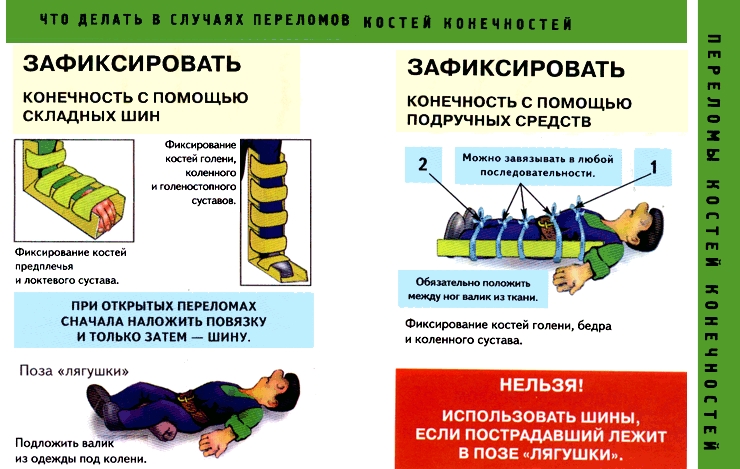 ЧТО ДЕЛАТЬ В СЛУЧАЯХ ПЕРЕЛОМОВ КОСТЕЙ КОНЕЧНОСТЕЙ
ЗАФИКСИРОВАТЬ
КОНЕЧНОСТЬ С ПОМОЩЬЮ
СКЛАДНЫХ ШИН
Фиксирование
костей голени,
коленного
и голеностопного
суставов.
Фиксирование костей
предплечья
и локтевого сустава.
ПРИ ОТКРЫТЫХ ПЕРЕЛОМАХ
СНАЧАЛА НАЛОЖИТЬ ПОВЯЗКУ
И ТОЛЬКО ЗАТЕМ — ШИНУ.
Поза «лягушки»
Подложить валик
из одежды под колени.
ЗАФИКСИРОВАТЬ
КОНЕЧНОСТЬ С ПОМОЩЬЮ
ПОДРУЧНЫХ СРЕДСТВ
2
Можно завязывать в любой
последовательности.
1
Обязательно положить
между ног валик из ткани.
Фиксирование костей голени, бедра
и коленного сустава.
НЕЛЬЗЯ!
ИСПОЛЬЗОВАТЬ ШИНЫ,
ЕСЛИ ПОСТРАДАВШИЙ ЛЕЖИТ
В ПОЗЕ «ЛЯГУШКИ».
ПЕРЕЛОМЫ КОСТЕЙ КОНЕЧНОСТЕЙ